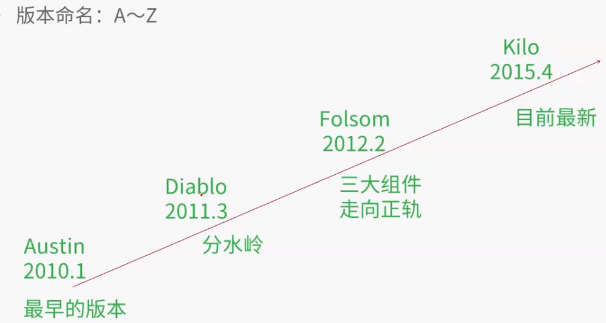 版本命名：A～Z
Kilo
2015.4
目前最新
Folsom
2012.2
三大组件
走向正轨
Diablo
2011.3
分水岭
Austin
2010.1
最早的版本